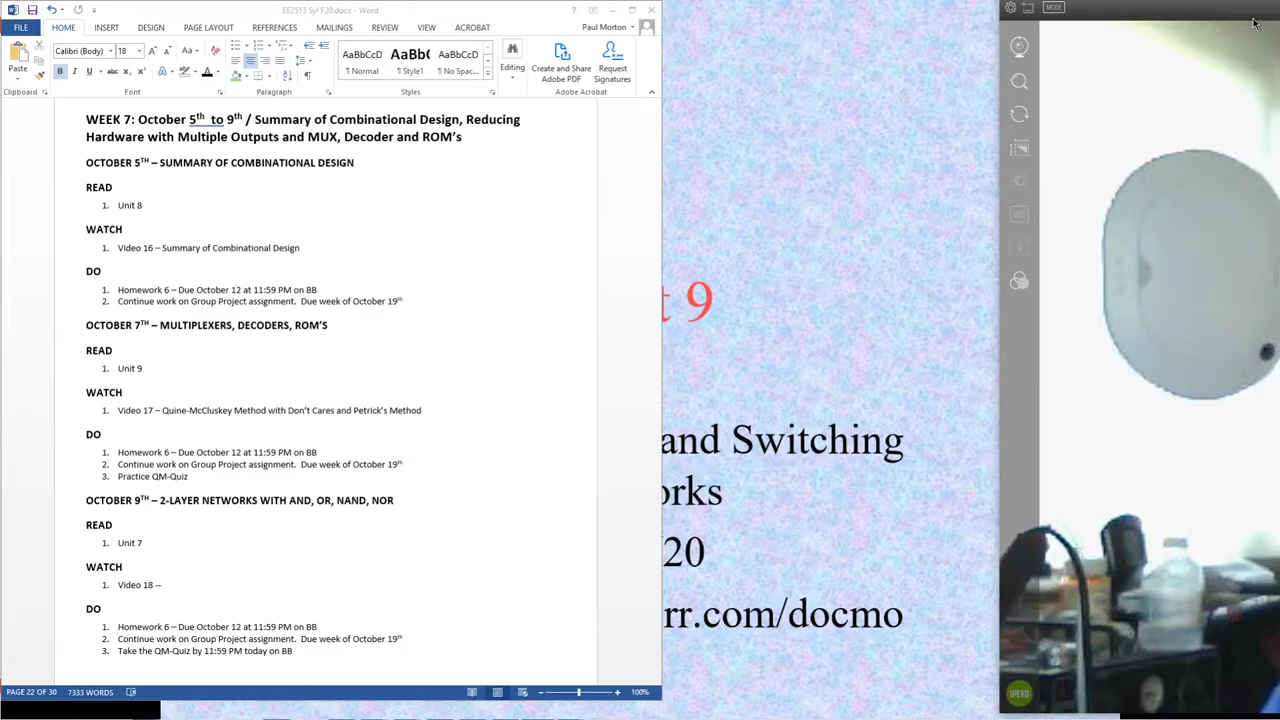 EE2513 Syl F20.docx - Word
FILE HOME INSERT DESIGN PAGE LAYOUT REFERENCES MAILINGS REVIEW VIEW ACROBAT Paul Morton
Calibri (Body) 18
Paste
AaBbCcD AaBbC AaBbCcD
¶ Normal ¶ Style1 ¶ No Spac...
Editing
Create and Share Adobe PDF
Request Signatures
Clipboard Font Paragraph Styles Adobe Acrobat
WEEK 7: October 5th to 9th / Summary of Combinational Design, Reducing
Hardware with Multiple Outputs and MUX, Decoder and ROM's
OCTOBER 5TH – SUMMARY OF COMBINATIONAL DESIGN
READ
1. Unit 8
WATCH
1. Video 16 – Summary of Combinational Design
DO
1. Homework 6 – Due October 12 at 11:59 PM on BB
2. Continue work on Group Project assignment. Due week of October 19th
OCTOBER 7TH – MULTIPLEXERS, DECODERS, ROM'S
READ
1. Unit 9
WATCH
1. Video 17 – Quine-McCluskey Method with Don't Cares and Petrick's Method
DO
1. Homework 6 – Due October 12 at 11:59 PM on BB
2. Continue work on Group Project assignment. Due week of October 19th
3. Practice QM-Quiz
OCTOBER 9TH – 2-LAYER NETWORKS WITH AND, OR, NAND, NOR
READ
1. Unit 7
WATCH
1. Video 18 --
DO
1. Homework 6 – Due October 12 at 11:59 PM on BB
2. Continue work on Group Project assignment. Due week of October 19th
3. Take the QM-Quiz by 11:59 PM today on BB
PAGE 22 OF 30 7333 WORDS 100%
t 9
and Switching
orks
20
rr.com/docmo
MODE
IPEVO